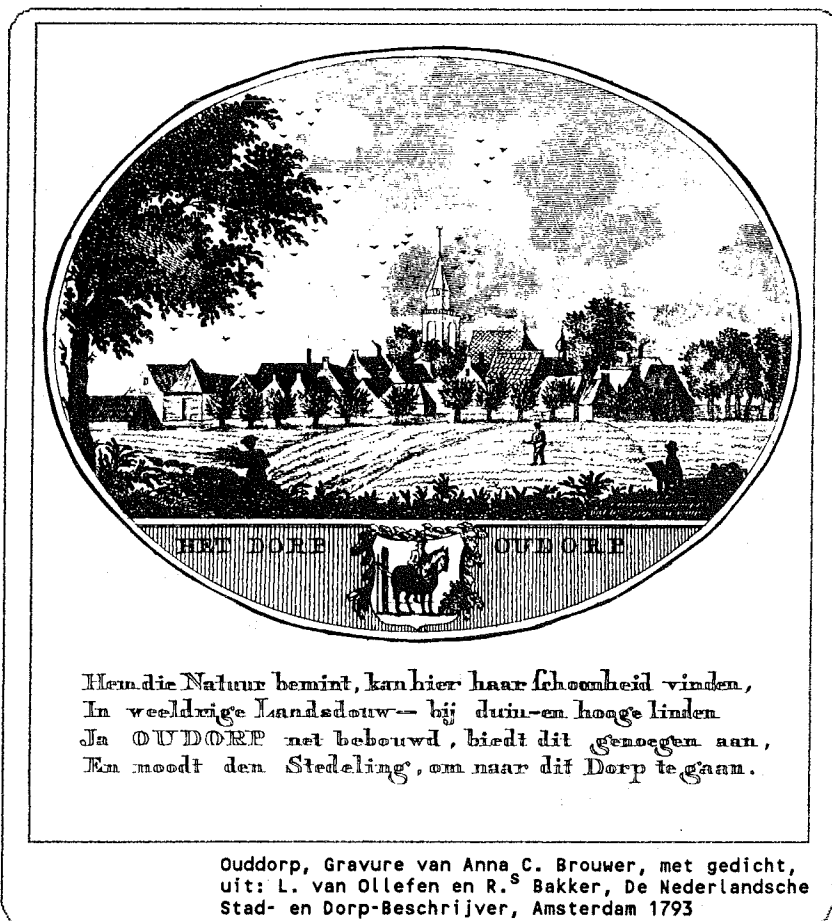 HET DORP OUDORP
Hem die Natuur bemint, kan hier haar schoonheid vinden,
In weeldrige Landsdouw - bij duin-en hooge linden
Ja OUDORP net bebouwd, biedt dit genoegen aan,
En noodt den Stedeling, om naar dit Dorp te gaan.
Ouddorp, Gravure van Anna C. Brouwer, met gedicht,
uit: L. van Ollefen en R.s Bakker, De Nederlandsche
Stad- en Dorp-Beschrijver, Amsterdam 1793